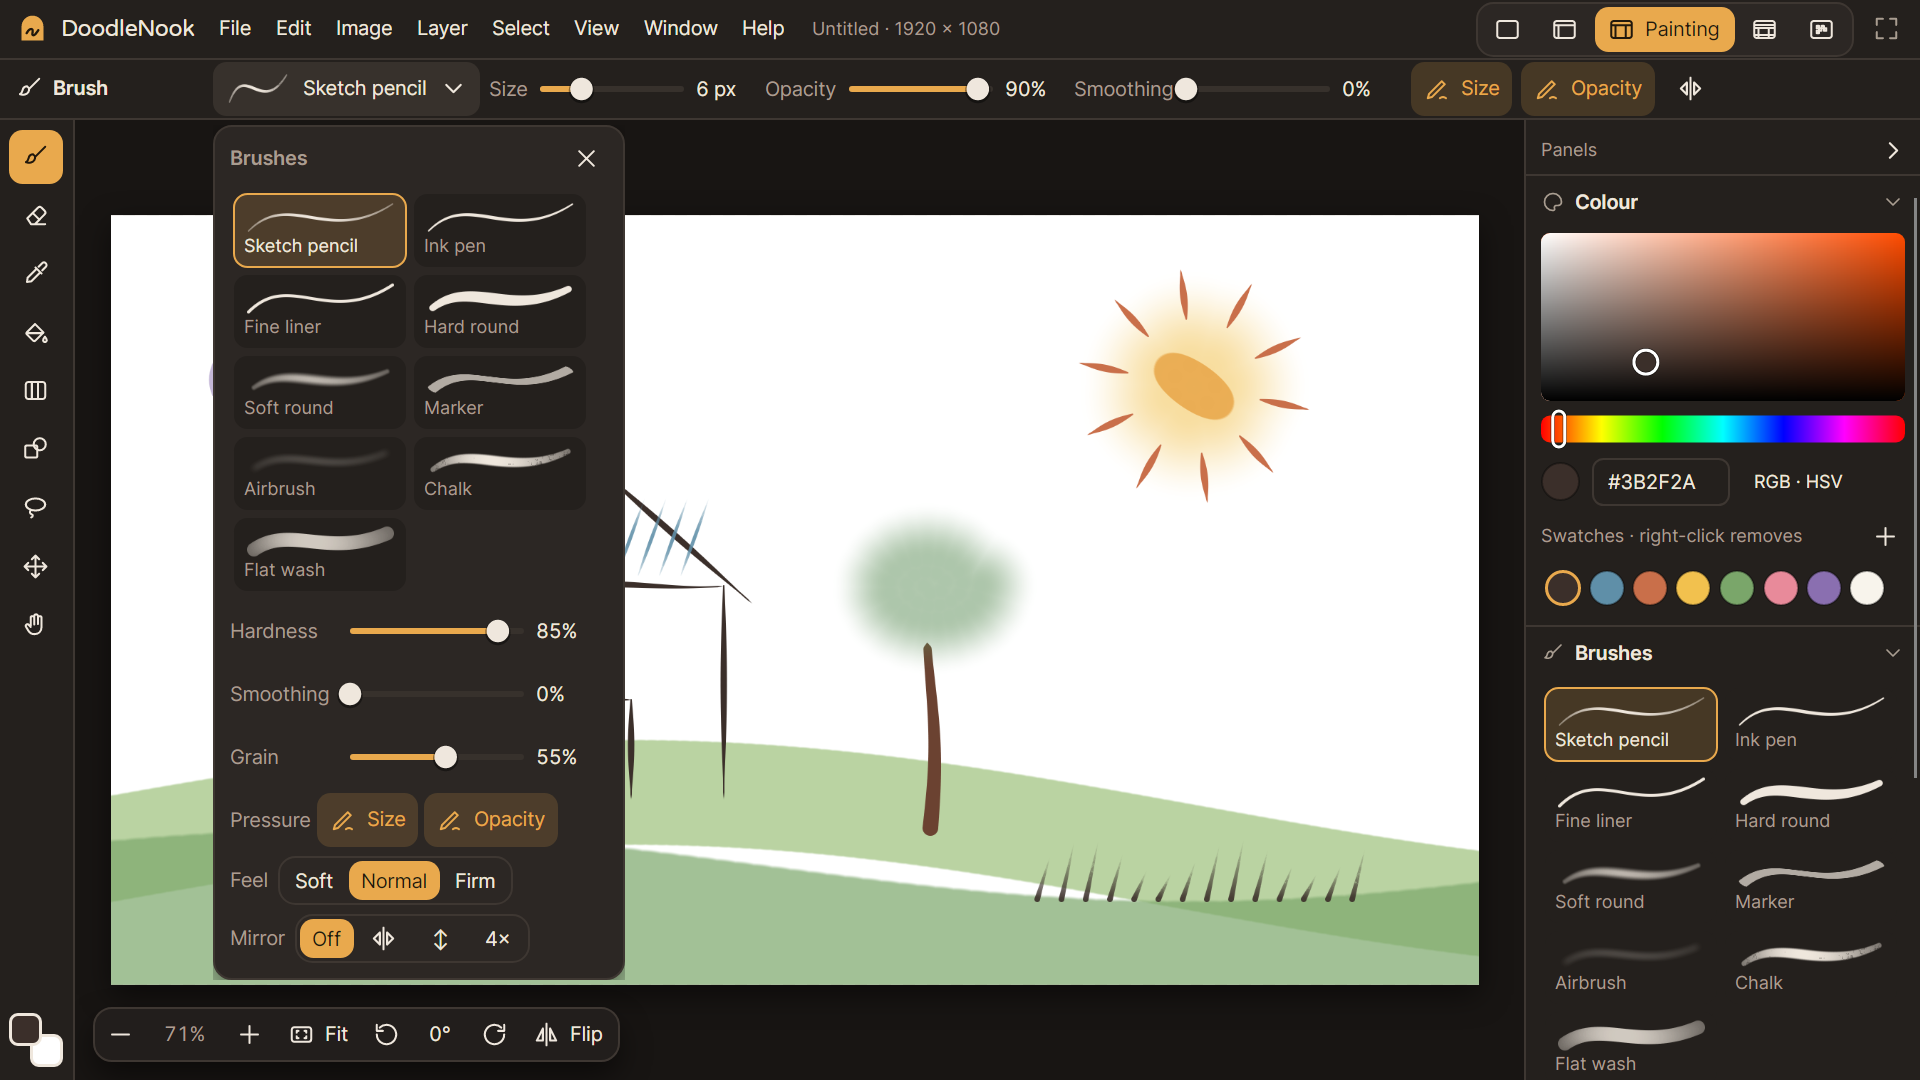 DoodleNook File Edit Image Layer Select View Window Help Untitled · 1920 × 1080 Painting
Brush Sketch pencil Size 6 px Opacity 90% Smoothing 0% Size Opacity
Brushes
Sketch pencil Ink pen
Fine liner Hard round
Soft round Marker
Airbrush Chalk
Flat wash
Hardness 85%
Smoothing 0%
Grain 55%
Pressure Size Opacity
Feel Soft Normal Firm
Mirror Off 4×
71% Fit 0° Flip
Panels
Colour
#3B2F2A RGB · HSV
Swatches · right-click removes
Brushes
Sketch pencil Ink pen
Fine liner Hard round
Soft round Marker
Airbrush Chalk
Flat wash